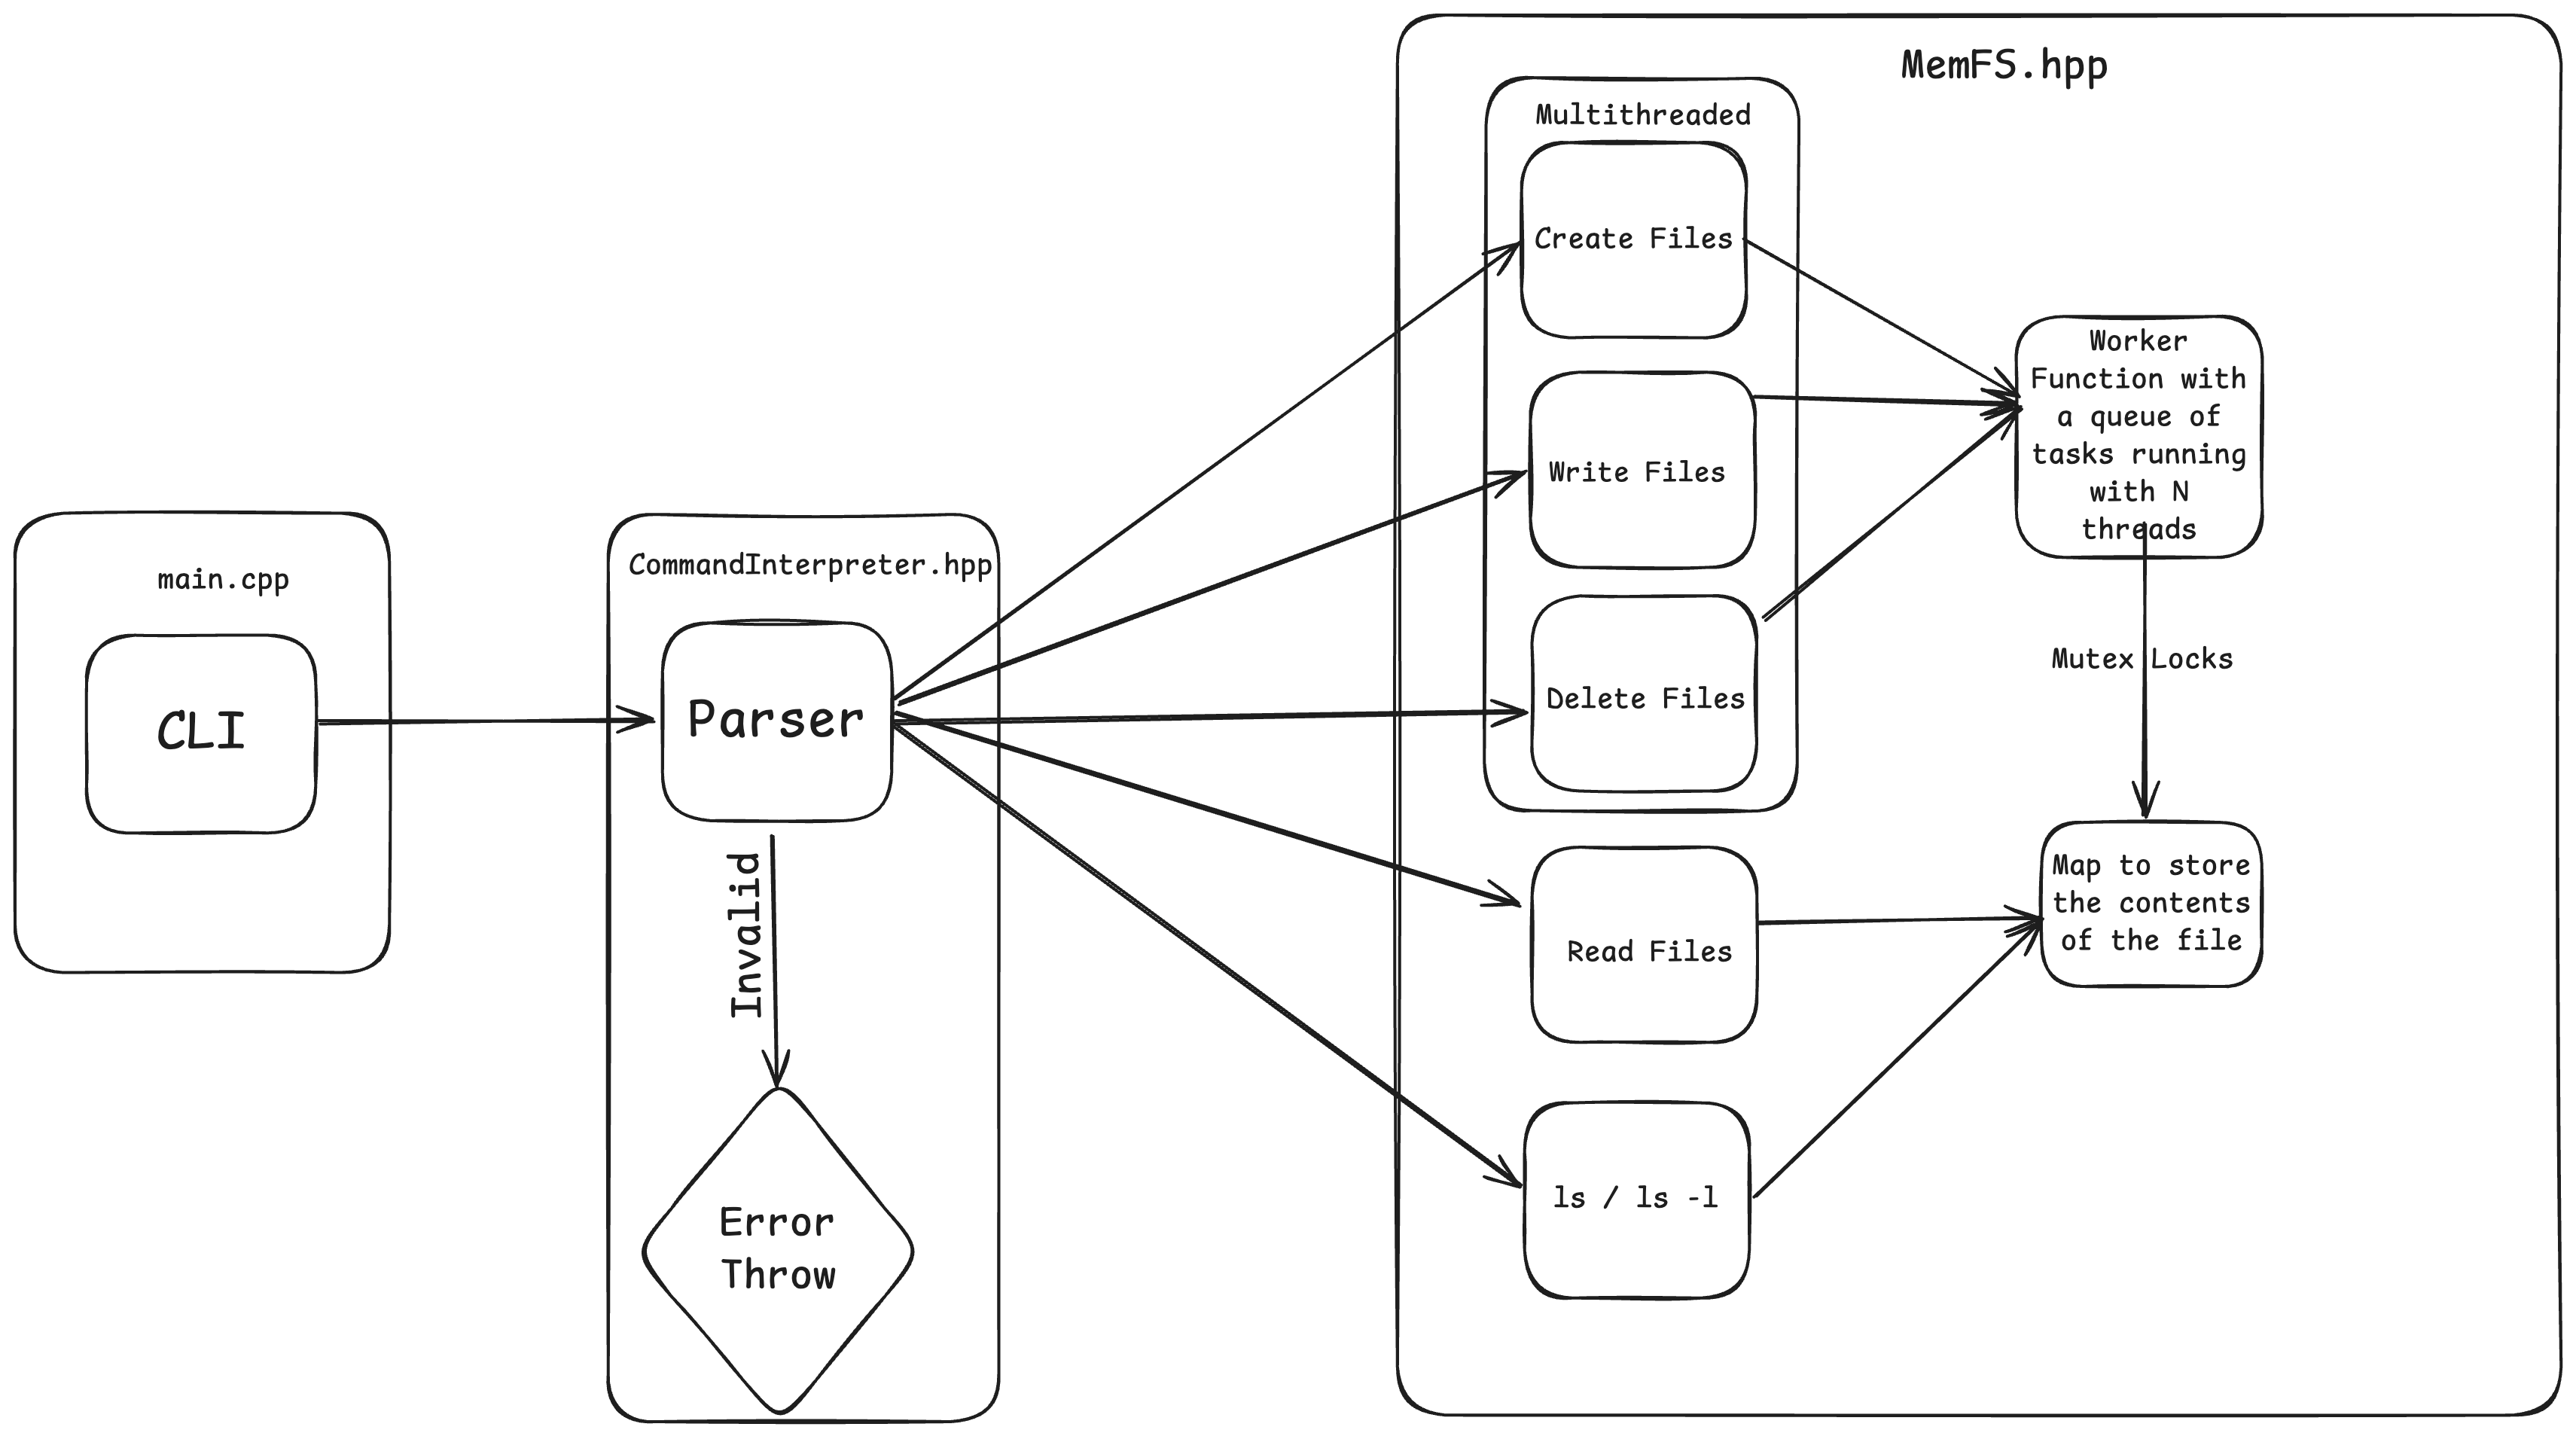 MemFS.hpp
Multithreaded
Create Files
Write Files
Delete Files
Read Files
ls / ls -l
Worker
Function with
a queue of
tasks running
with N
threads
Mutex Locks
Map to store
the contents
of the file
main.cpp
CLI
CommandInterpreter.hpp
Parser
Invalid
Error
Throw